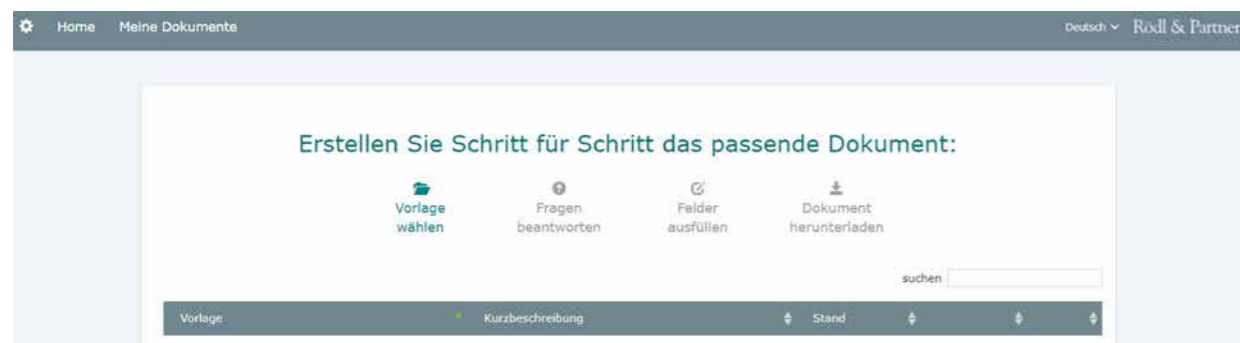 Home Meine Dokumente Deutsch Rödl & Partner
Erstellen Sie Schritt für Schritt das passende Dokument:
Vorlage wählen
Fragen beantworten
Felder ausfüllen
Dokument herunterladen
suchen
Vorlage Kurzbeschreibung Stand